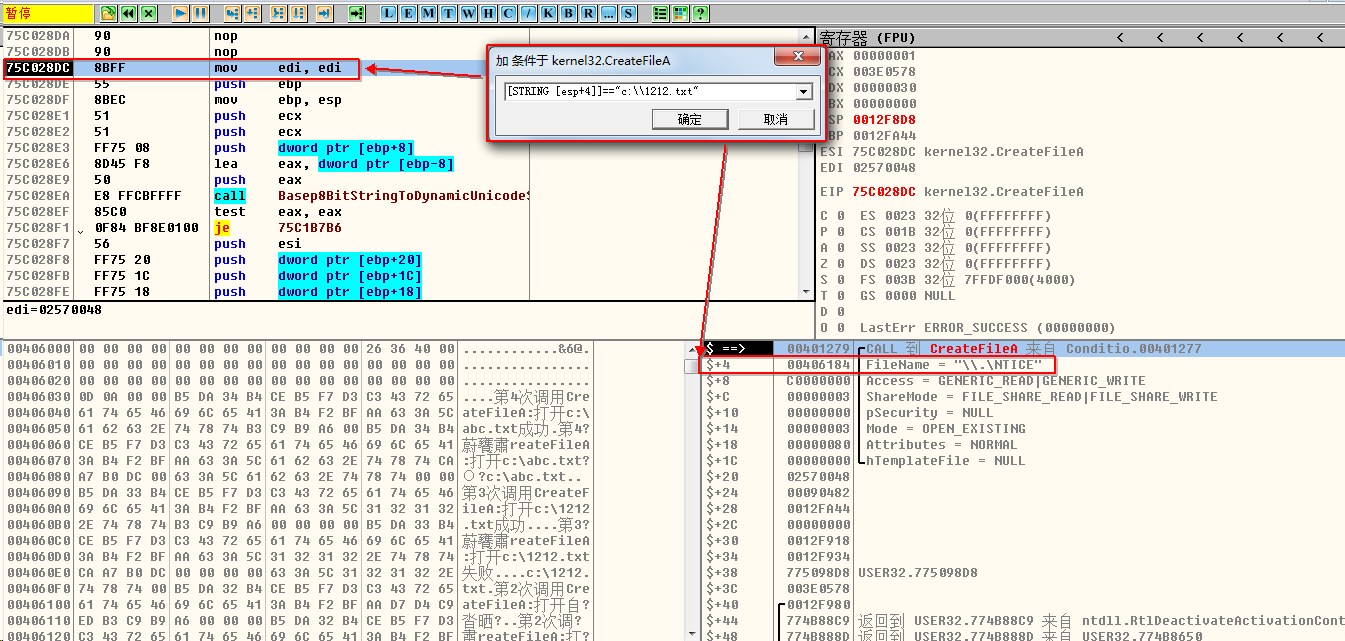 暂停
L E M T W H C / K B R ... S
75C028DA 90 nop
75C028DB 90 nop
75C028DC 8BFF mov edi, edi
75C028DE 55 push ebp
75C028DF 8BEC mov ebp, esp
75C028E1 51 push ecx
75C028E2 51 push ecx
75C028E3 FF75 08 push dword ptr [ebp+8]
75C028E6 8D45 F8 lea eax, dword ptr [ebp-8]
75C028E9 50 push eax
75C028EA E8 FFCBFFFF call Basep8BitStringToDynamicUnicodeS
75C028EF 85C0 test eax, eax
75C028F1 0F84 BF8E0100 je 75C1B7B6
75C028F7 56 push esi
75C028F8 FF75 20 push dword ptr [ebp+20]
75C028FB FF75 1C push dword ptr [ebp+1C]
75C028FE FF75 18 push dword ptr [ebp+18]
edi=02570048
加 条件于 kernel32.CreateFileA
[STRING [esp+4]]=="c:\\1212.txt"
确定 取消
寄存器 (FPU) < < < < < <
AX 00000001
CX 003E0578
DX 00000030
BX 00000000
SP 0012F8D8
BP 0012FA44
ESI 75C028DC kernel32.CreateFileA
EDI 02570048
EIP 75C028DC kernel32.CreateFileA
C 0 ES 0023 32位 0(FFFFFFFF)
P 0 CS 001B 32位 0(FFFFFFFF)
A 0 SS 0023 32位 0(FFFFFFFF)
Z 0 DS 0023 32位 0(FFFFFFFF)
S 0 FS 003B 32位 7FFDF000(4000)
T 0 GS 0000 NULL
D 0
O 0 LastErr ERROR_SUCCESS (00000000)
00406000 00 00 00 00 00 00 00 00 00 00 00 00 26 36 40 00 ............&6@.
00406010 00 00 00 00 00 00 00 00 00 00 00 00 00 00 00 00 ................
00406020 00 00 00 00 00 00 00 00 00 00 00 00 00 00 00 00 ................
00406030 0D 0A 00 00 B5 DA 34 B4 CE B5 F7 D3 C3 43 72 65 ....第4次调用Cre
00406040 61 74 65 46 69 6C 65 41 3A B4 F2 BF AA 63 3A 5C ateFileA:打开c:\
00406050 61 62 63 2E 74 78 74 B3 C9 B9 A6 00 B5 DA 34 B4 abc.txt成功.第4?
00406060 CE B5 F7 D3 C3 43 72 65 61 74 65 46 69 6C 65 41 蔚饔肅reateFileA
00406070 3A B4 F2 BF AA 63 3A 5C 61 62 63 2E 74 78 74 CA :打开c:\abc.txt?
00406080 A7 B0 DC 00 63 3A 5C 61 62 63 2E 74 78 74 00 00 ?c:\abc.txt..
00406090 B5 DA 33 B4 CE B5 F7 D3 C3 43 72 65 61 74 65 46 第3次调用CreateF
004060A0 69 6C 65 41 3A B4 F2 BF AA 63 3A 5C 31 32 31 32 ileA:打开c:\1212
004060B0 2E 74 78 74 B3 C9 B9 A6 00 00 00 00 B5 DA 33 B4 .txt成功....第3?
004060C0 CE B5 F7 D3 C3 43 72 65 61 74 65 46 69 6C 65 41 蔚饔肅reateFileA
004060D0 3A B4 F2 BF AA 63 3A 5C 31 32 31 32 2E 74 78 74 :打开c:\1212.txt
004060E0 CA A7 B0 DC 00 00 00 00 63 3A 5C 31 32 31 32 2E 失败....c:\1212.
004060F0 74 78 74 00 B5 DA 32 B4 CE B5 F7 D3 C3 43 72 65 txt.第2次调用Cre
00406100 61 74 65 46 69 6C 65 41 3A B4 F2 BF AA D7 D4 C9 ateFileA:打开自?
00406110 ED B3 C9 B9 A6 00 00 00 B5 DA 32 B4 CE B5 F7 D3 沓晒?..第2次调?
00406120 C3 43 72 65 61 74 65 46 69 6C 65 41 3A B4 F2 BF 肅reateFileA:打?
$ ==> 00401279 CALL 到 CreateFileA 来自 Conditio.00401277
$+4 00406184 FileName = "\\.\NTICE"
$+8 C0000000 Access = GENERIC_READ|GENERIC_WRITE
$+C 00000003 ShareMode = FILE_SHARE_READ|FILE_SHARE_WRITE
$+10 00000000 pSecurity = NULL
$+14 00000003 Mode = OPEN_EXISTING
$+18 00000080 Attributes = NORMAL
$+1C 00000000 hTemplateFile = NULL
$+20 02570048
$+24 00090482
$+28 0012FA44
$+2C 00000000
$+30 0012F918
$+34 0012F934
$+38 775098D8 USER32.775098D8
$+3C 003E0578
$+40 0012F980
$+44 774B88C9 返回到 USER32.774B88C9 来自 ntdll.RtlDeactivateActivationCont
$+48 774B888D 返回到 USER32.774B888D 来自 USER32.774B8650